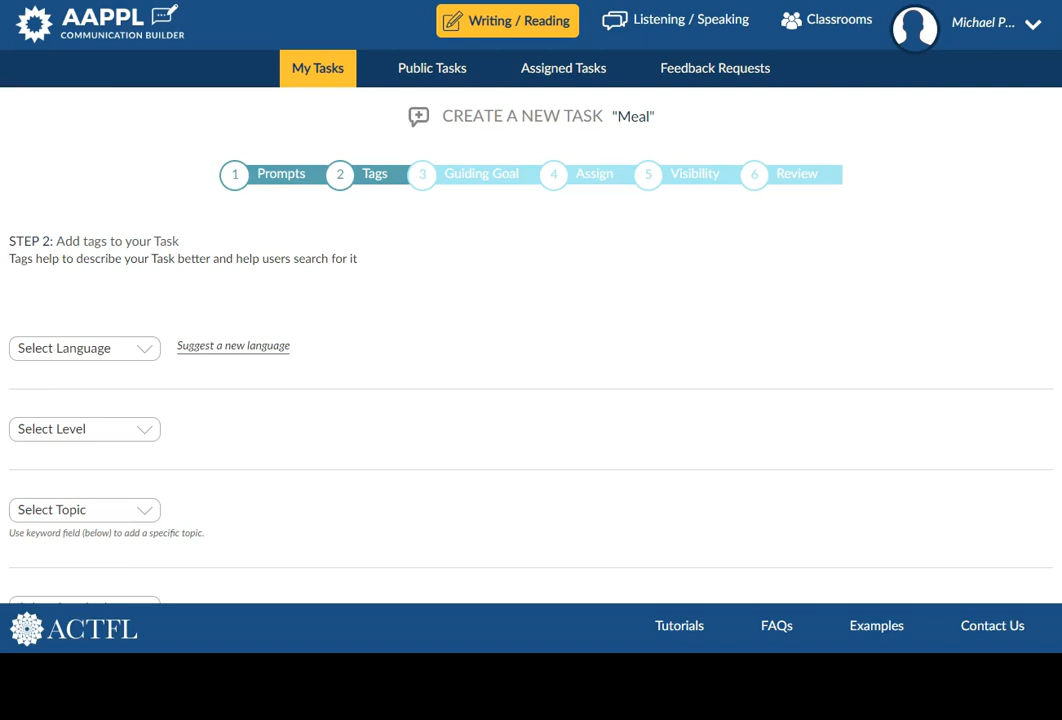 AAPPL
COMMUNICATION BUILDER
Writing / Reading
Listening / Speaking
Classrooms
Michael P...
My Tasks
Public Tasks
Assigned Tasks
Feedback Requests
CREATE A NEW TASK "Meal"
1 Prompts 2 Tags 3 Guiding Goal 4 Assign 5 Visibility 6 Review
STEP 2: Add tags to your Task
Tags help to describe your Task better and help users search for it
Select Language
Suggest a new language
Select Level
Select Topic
Use keyword field (below) to add a specific topic.
ACTFL
Tutorials
FAQs
Examples
Contact Us